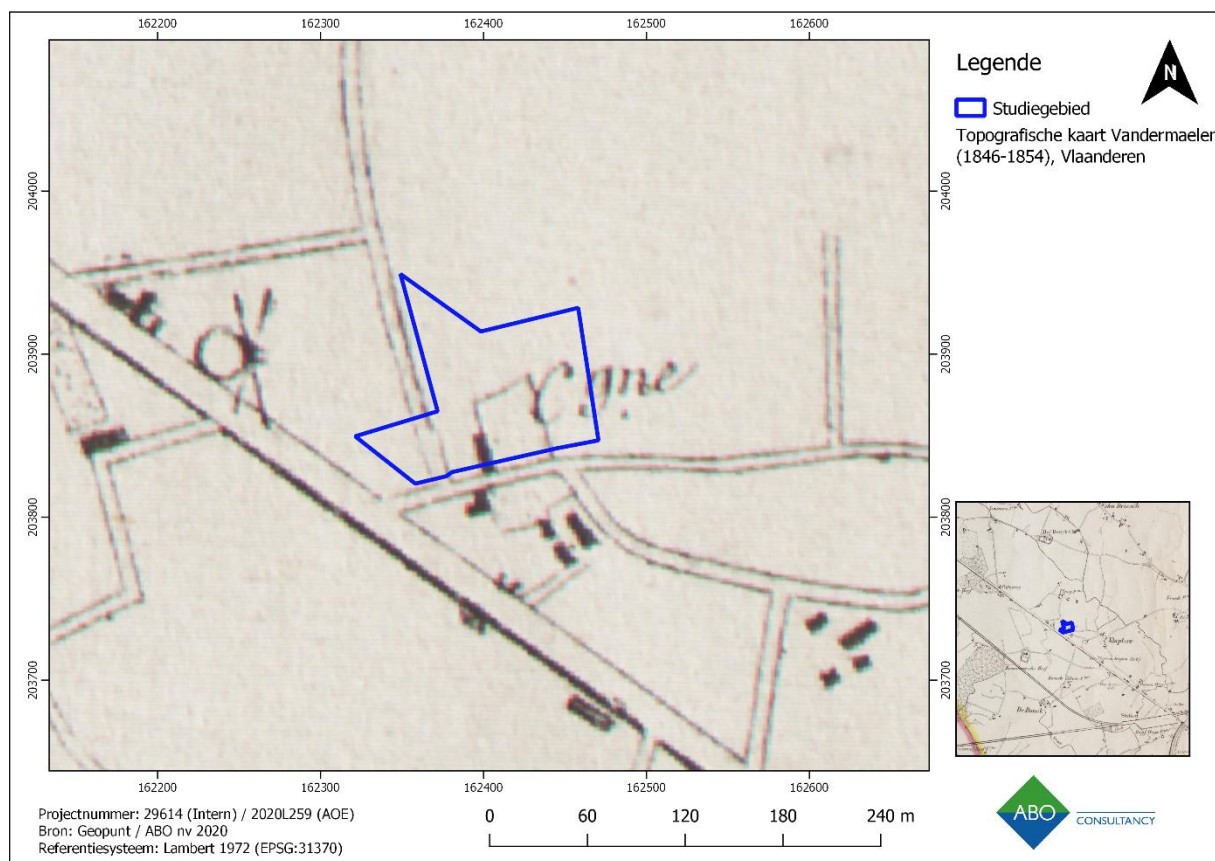 162200 162300 162400 162500 162600
204000 204000
203900 203900
203800 203800
203700 203700
162200 162300 162400 162500 162600
Cgne
Legende
N
Studiegebied
Topografische kaart Vandermaelen
(1846-1854), Vlaanderen
Projectnummer: 29614 (Intern) / 2020L259 (AOE)
Bron: Geopunt / ABO nv 2020
Referentiesysteem: Lambert 1972 (EPSG:31370)
0 60 120 180 240 m
ABO CONSULTANCY